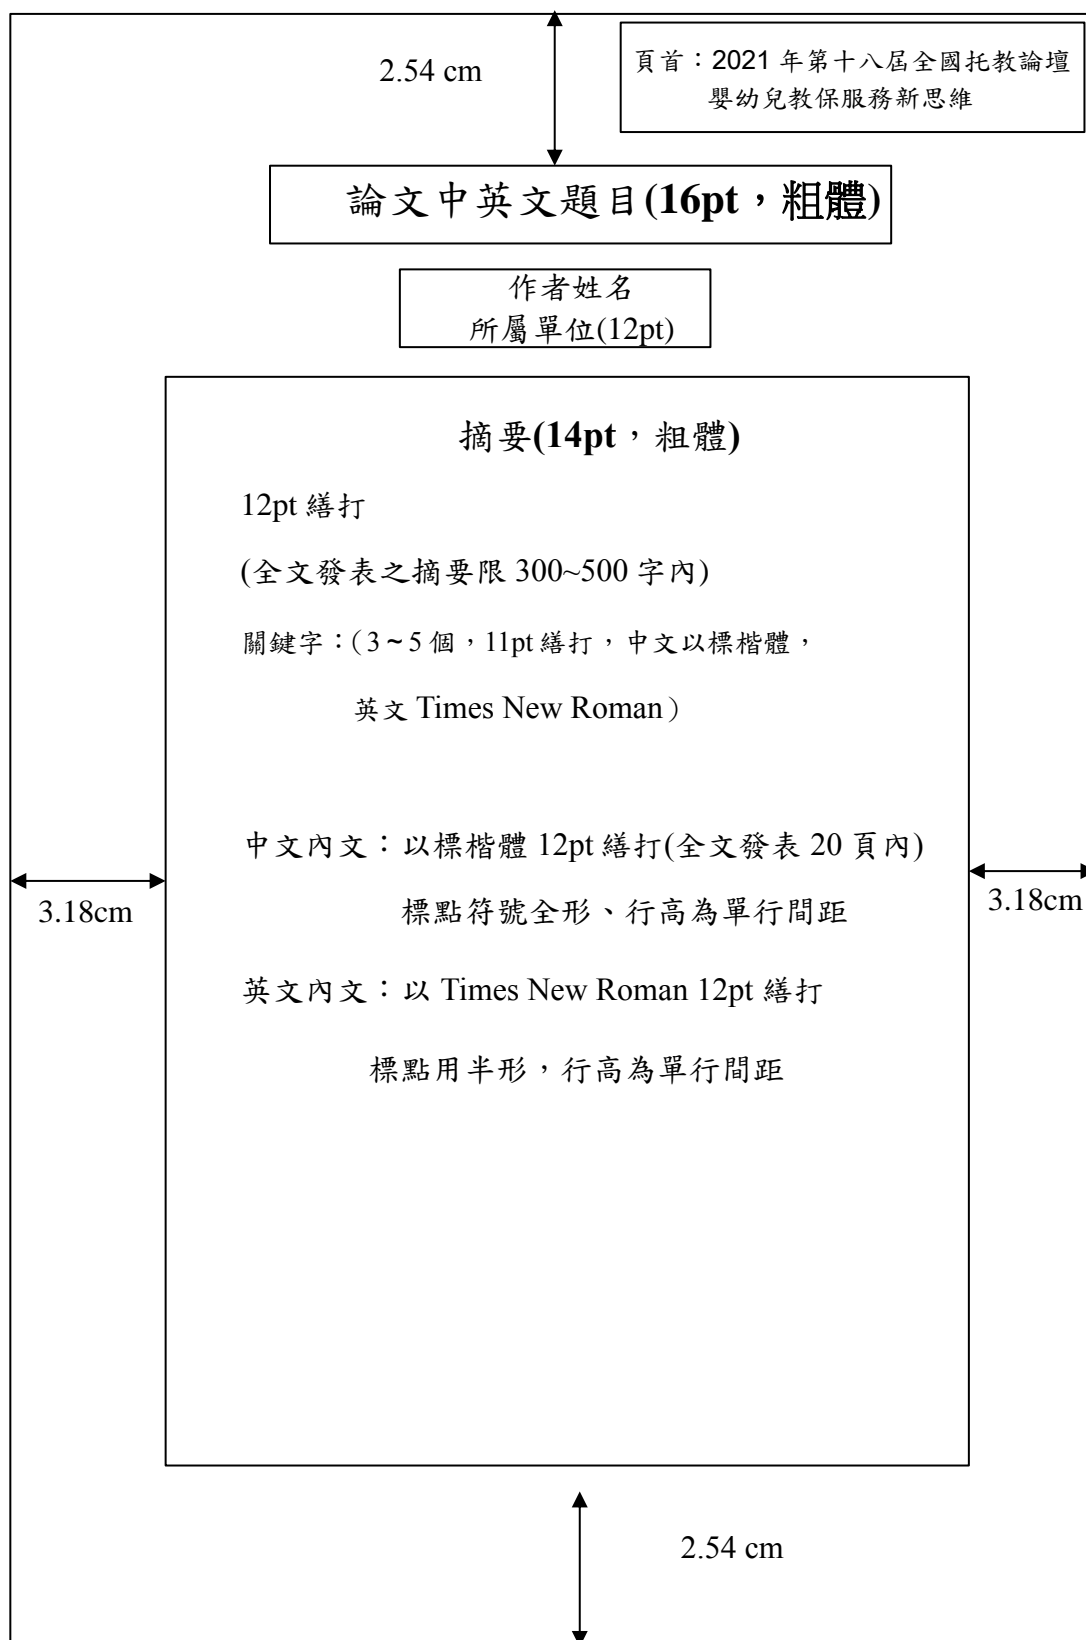 2.54 cm
頁首：2021 年第十八屆全國托教論壇
嬰幼兒教保服務新思維
論文中英文題目(16pt，粗體)
作者姓名
所屬單位(12pt)
摘要(14pt，粗體)
12pt 繕打
(全文發表之摘要限 300~500 字內)
關鍵字：（3～5 個，11pt 繕打，中文以標楷體，
英文 Times New Roman）
中文內文：以標楷體 12pt 繕打(全文發表 20 頁內)
3.18cm
3.18cm
標點符號全形、行高為單行間距
英文內文：以 Times New Roman 12pt 繕打
標點用半形，行高為單行間距
2.54 cm